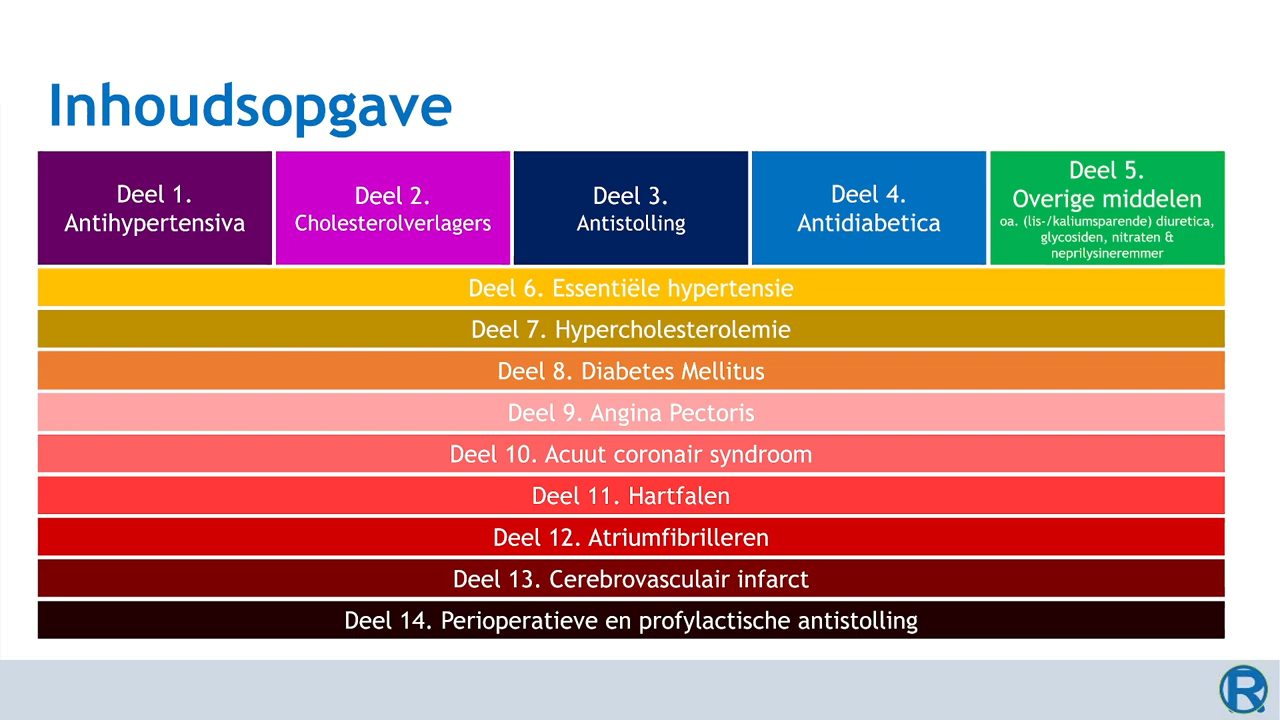 Inhoudsopgave
Deel 1.
Antihypertensiva
Deel 2.
Cholesterolverlagers
Deel 3.
Antistolling
Deel 4.
Antidiabetica
Deel 5.
Overige middelen
oa. (lis-/kaliumsparende) diuretica,
glycosiden, nitraten &
neprilysineremmer
Deel 6. Essentiële hypertensie
Deel 7. Hypercholesterolemie
Deel 8. Diabetes Mellitus
Deel 9. Angina Pectoris
Deel 10. Acuut coronair syndroom
Deel 11. Hartfalen
Deel 12. Atriumfibrilleren
Deel 13. Cerebrovasculair infarct
Deel 14. Perioperatieve en profylactische antistolling
R